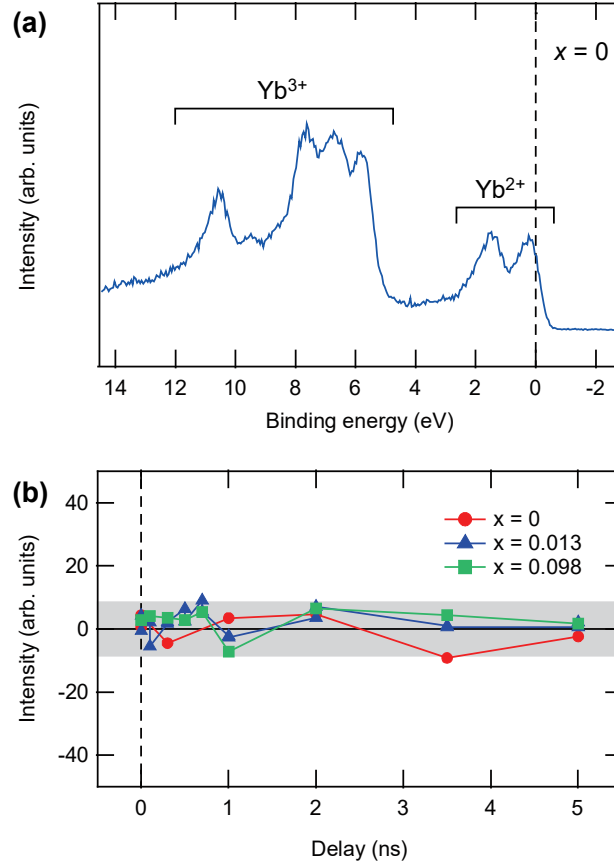 (a)
x = 0
Yb3+
Yb2+
Intensity (arb. units)
14 12 10 8 6 4 2 0 -2
Binding energy (eV)
(b)
40
20
0
-20
-40
Intensity (arb. units)
x = 0
x = 0.013
x = 0.098
0 1 2 3 4 5
Delay (ns)